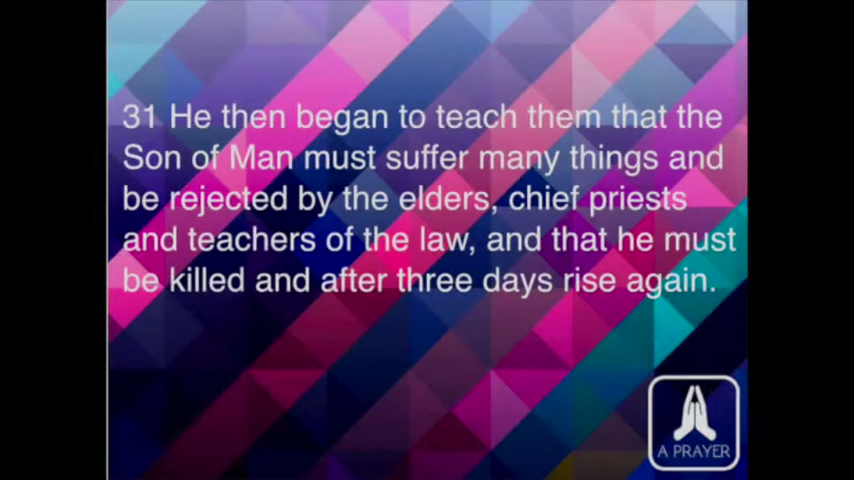 31 He then began to teach them that the
Son of Man must suffer many things and
be rejected by the elders, chief priests
and teachers of the law, and that he must
be killed and after three days rise again.
A PRAYER